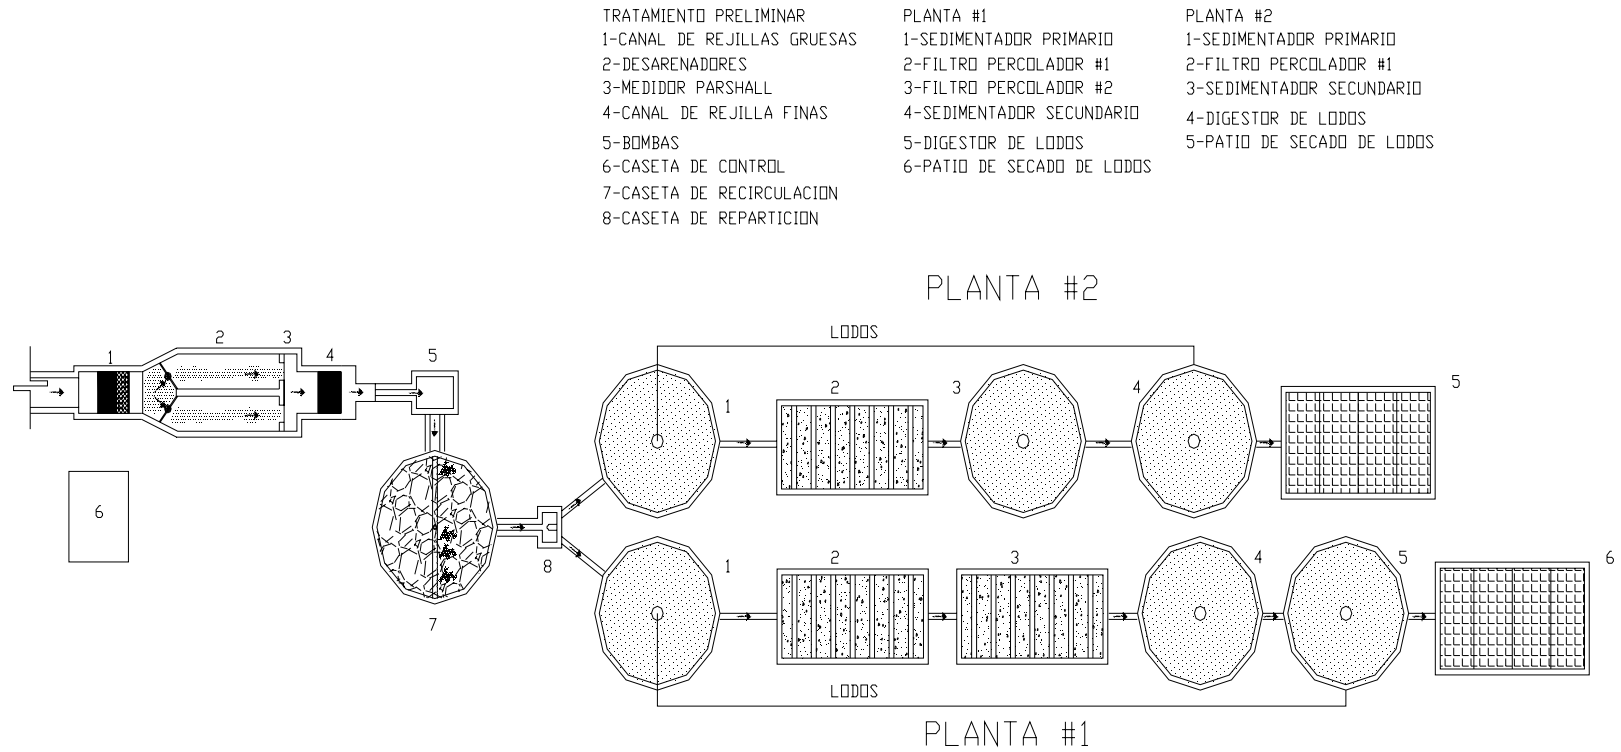 TRATAMIENTO PRELIMINAR
1-CANAL DE REJILLAS GRUESAS
2-DESARENADORES
3-MEDIDOR PARSHALL
4-CANAL DE REJILLA FINAS
5-BOMBAS
6-CASETA DE CONTROL
7-CASETA DE RECIRCULACION
8-CASETA DE REPARTICION
PLANTA #1
1-SEDIMENTADOR PRIMARIO
2-FILTRO PERCOLADOR #1
3-FILTRO PERCOLADOR #2
4-SEDIMENTADOR SECUNDARIO
5-DIGESTOR DE LODOS
6-PATIO DE SECADO DE LODOS
PLANTA #2
1-SEDIMENTADOR PRIMARIO
2-FILTRO PERCOLADOR #1
3-SEDIMENTADOR SECUNDARIO
4-DIGESTOR DE LODOS
5-PATIO DE SECADO DE LODOS
PLANTA #2
LODOS
1
2
3
4
5
6
7
8
1
2
3
4
5
1
2
3
4
5
6
LODOS
PLANTA #1